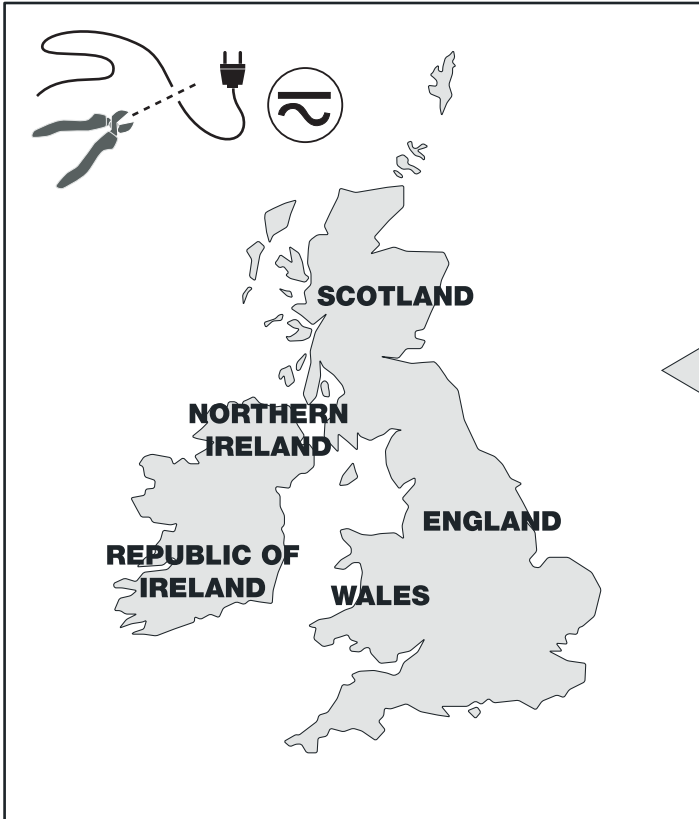 SCOTLAND
NORTHERN
IRELAND
ENGLAND
REPUBLIC OF
IRELAND
WALES